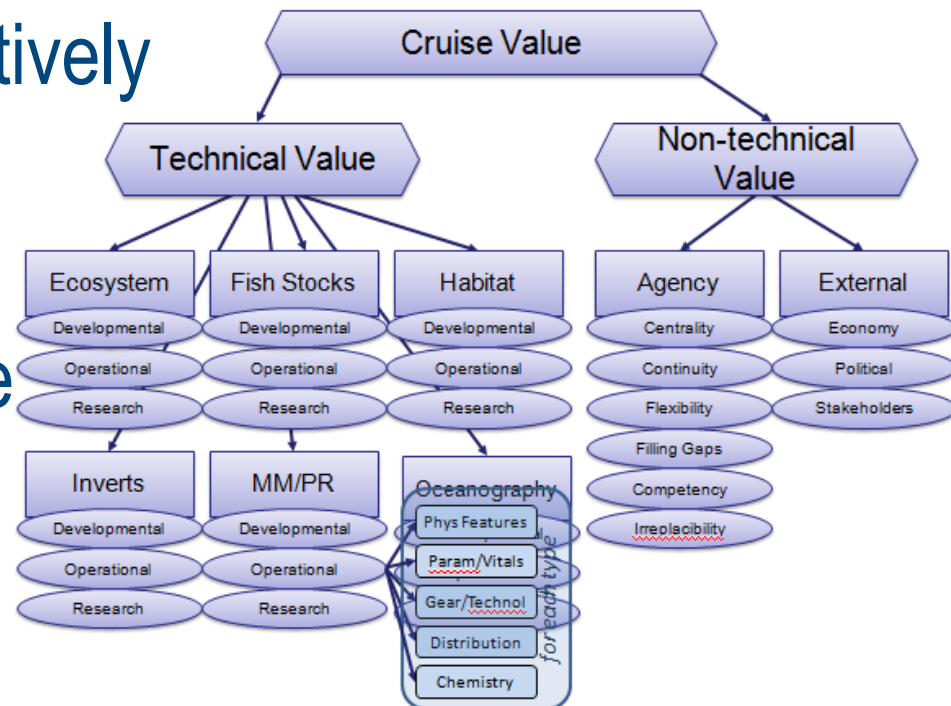 tively
Cruise Value
Technical Value
Non-technical
Value
Ecosystem
Developmental
Operational
Research
Fish Stocks
Developmental
Operational
Research
Habitat
Developmental
Operational
Research
Agency
Centrality
Continuity
Flexibility
Filling Gaps
Competency
Irreplacibility
External
Economy
Political
Stakeholders
e
Inverts
Developmental
Operational
Research
MM/PR
Developmental
Operational
Research
Oceanography
Phys Features
Param/Vitals
Gear/Technol
Distribution
Chemistry
for each type